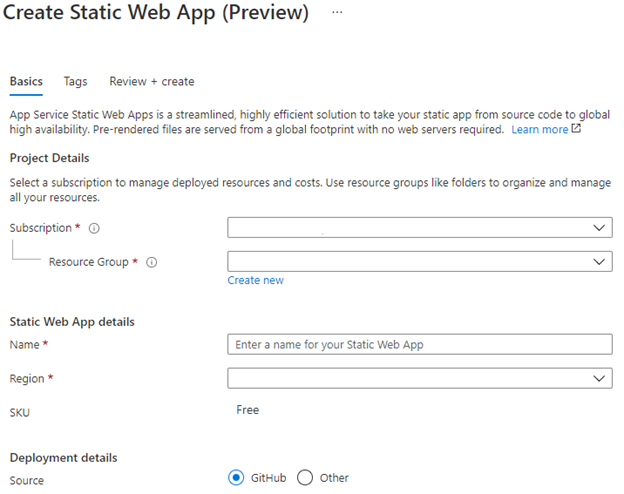 Create Static Web App (Preview) ...
Basics Tags Review + create
App Service Static Web Apps is a streamlined, highly efficient solution to take your static app from source code to global
high availability. Pre-rendered files are served from a global footprint with no web servers required. Learn more
Project Details
Select a subscription to manage deployed resources and costs. Use resource groups like folders to organize and manage
all your resources.
Subscription *
Resource Group *
Create new
Static Web App details
Name * Enter a name for your Static Web App
Region *
SKU Free
Deployment details
Source GitHub Other